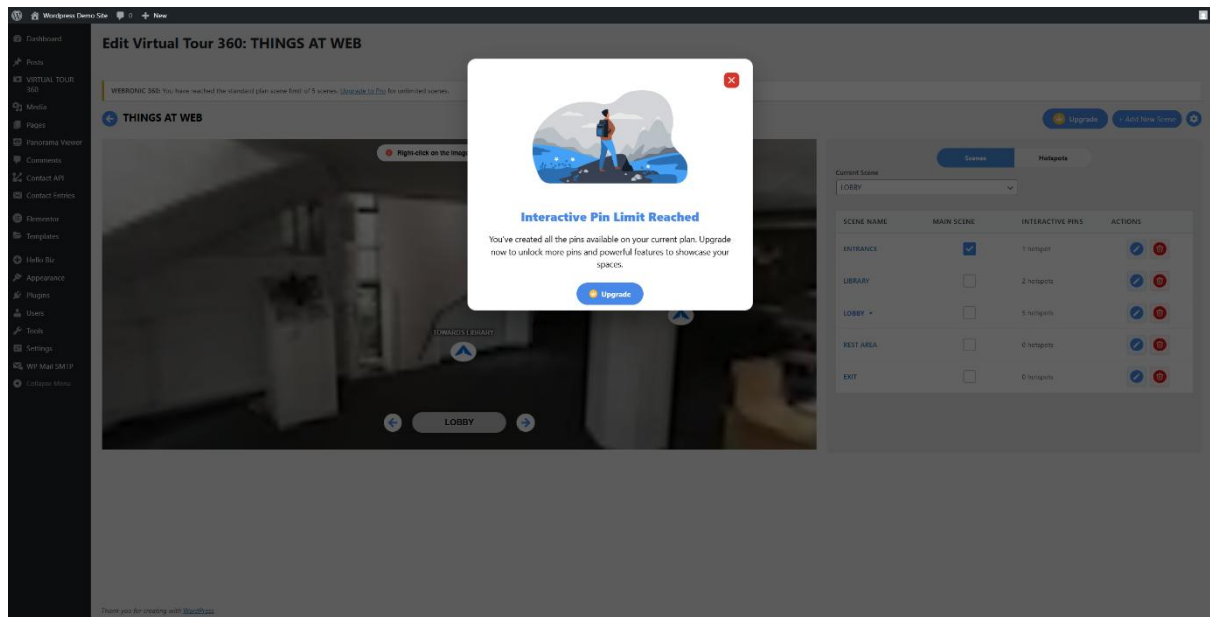 Wordpress Demo Site 0 + New
Dashboard
Posts
VIRTUAL TOUR
360
Media
Pages
Panorama Viewer
Comments
Contact API
Contact Entries
Elementor
Templates
Hello Biz
Appearance
Plugins
Users
Tools
Settings
WP Mail SMTP
Collapse Menu
Edit Virtual Tour 360: THINGS AT WEB
WEBRONIC 360: You have reached the standard plan scene limit of 5 scenes. Upgrade to Pro for unlimited scenes.
THINGS AT WEB
Upgrade
+ Add New Scene
Right-click on the image
TOWARDS LIBRARY
LOBBY
Interactive Pin Limit Reached
You've created all the pins available on your current plan. Upgrade
now to unlock more pins and powerful features to showcase your
spaces.
Upgrade
Scenes Hotspots
Current Scene
LOBBY
SCENE NAME MAIN SCENE INTERACTIVE PINS ACTIONS
ENTRANCE 1 hotspot
LIBRARY 2 hotspots
LOBBY 5 hotspots
REST AREA 0 hotspots
EXIT 0 hotspots
Thank you for creating with WordPress